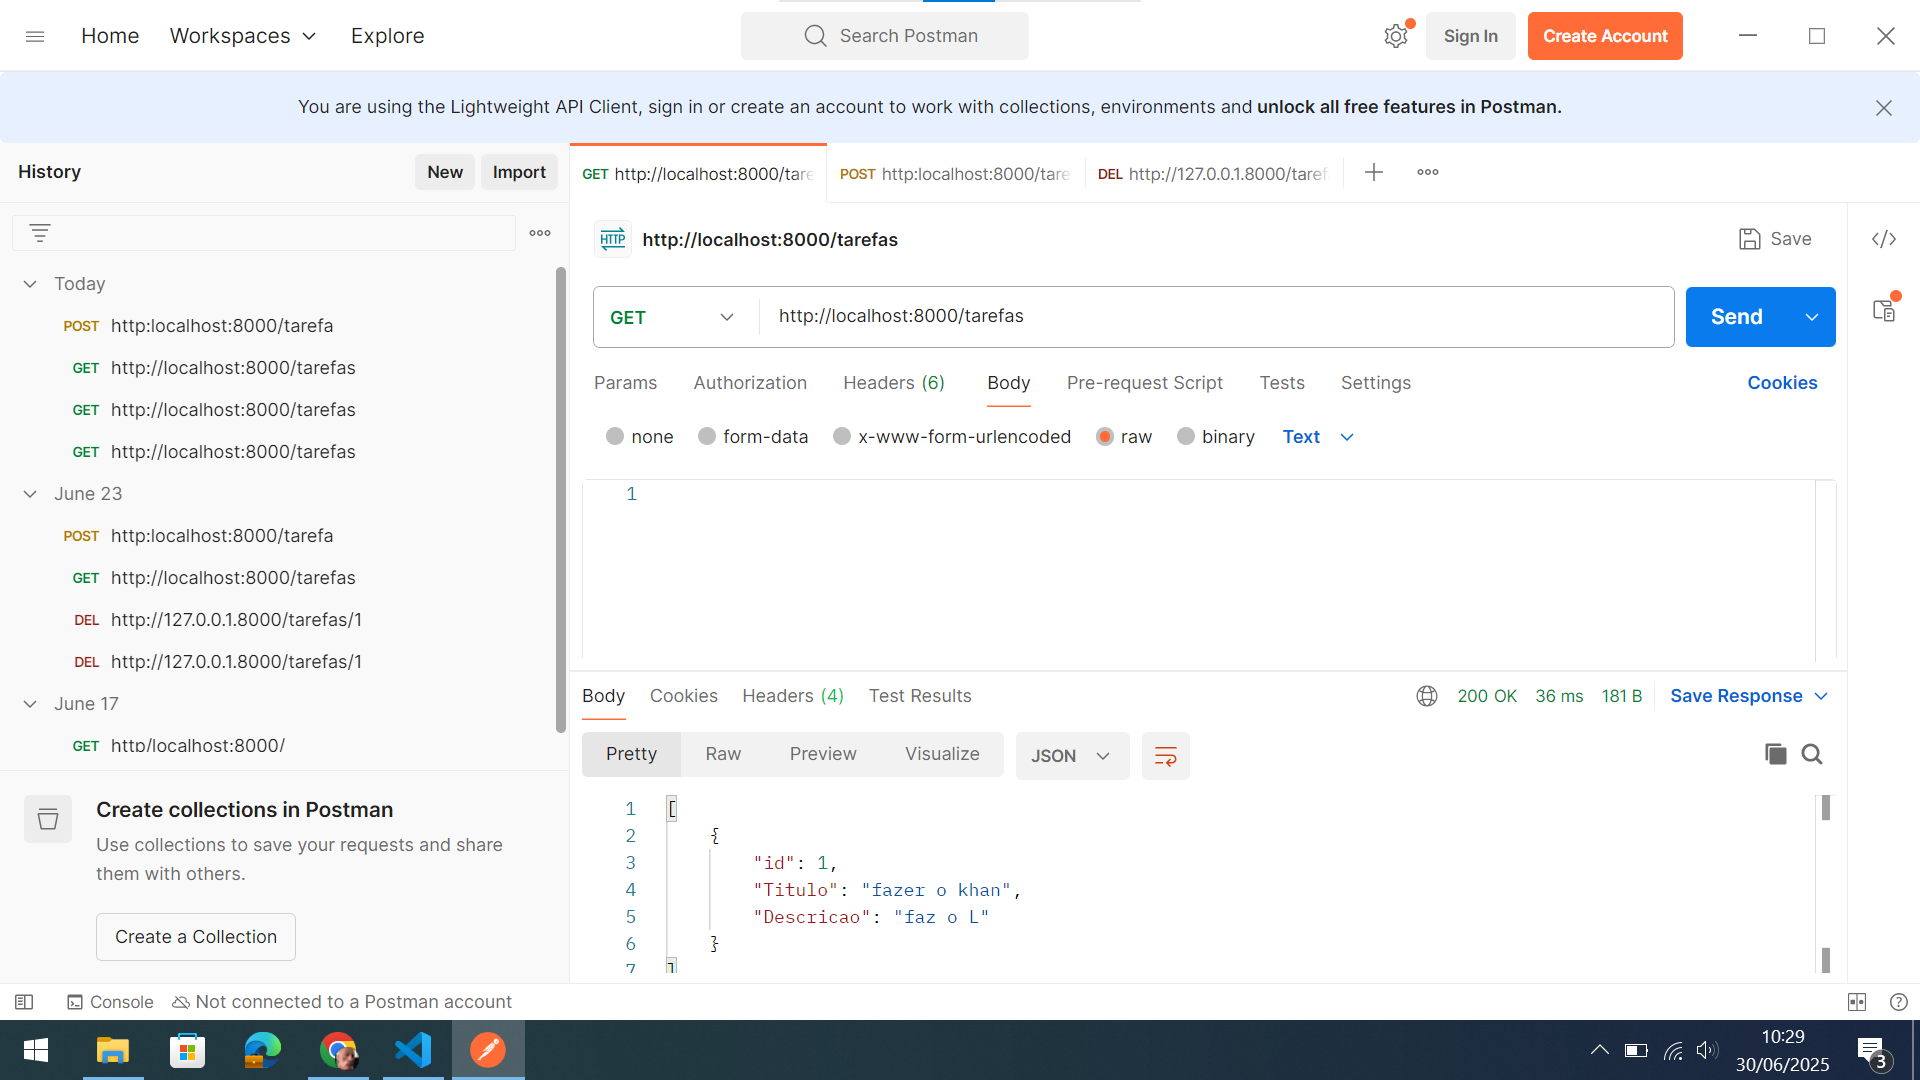 Home
Workspaces
Explore
Search Postman
Sign In
Create Account
You are using the Lightweight API Client, sign in or create an account to work with collections, environments and unlock all free features in Postman.
History
New
Import
GET http://localhost:8000/tare
POST http:localhost:8000/tare
DEL http://127.0.0.1.8000/taref
Today
POST http:localhost:8000/tarefa
GET http://localhost:8000/tarefas
GET http://localhost:8000/tarefas
GET http://localhost:8000/tarefas
June 23
POST http:localhost:8000/tarefa
GET http://localhost:8000/tarefas
DEL http://127.0.0.1.8000/tarefas/1
DEL http://127.0.0.1.8000/tarefas/1
June 17
GET http/localhost:8000/
Create collections in Postman
Use collections to save your requests and share
them with others.
Create a Collection
HTTP http://localhost:8000/tarefas
Save
GET
http://localhost:8000/tarefas
Send
Params
Authorization
Headers (6)
Body
Pre-request Script
Tests
Settings
Cookies
none
form-data
x-www-form-urlencoded
raw
binary
Text
1
Body
Cookies
Headers (4)
Test Results
200 OK
36 ms
181 B
Save Response
Pretty
Raw
Preview
Visualize
JSON
1 [
2 {
3 "id": 1,
4 "Titulo": "fazer o khan",
5 "Descricao": "faz o L"
6 }
7 ]
Console
Not connected to a Postman account
10:29
30/06/2025
3